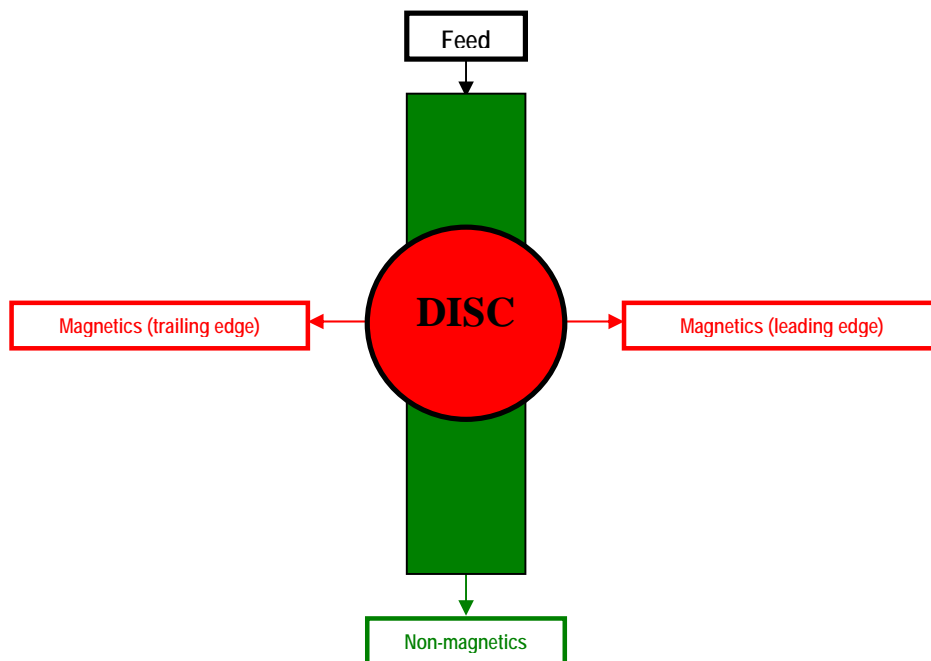 Feed
DISC
Magnetics (trailing edge)
Magnetics (leading edge)
Non-magnetics